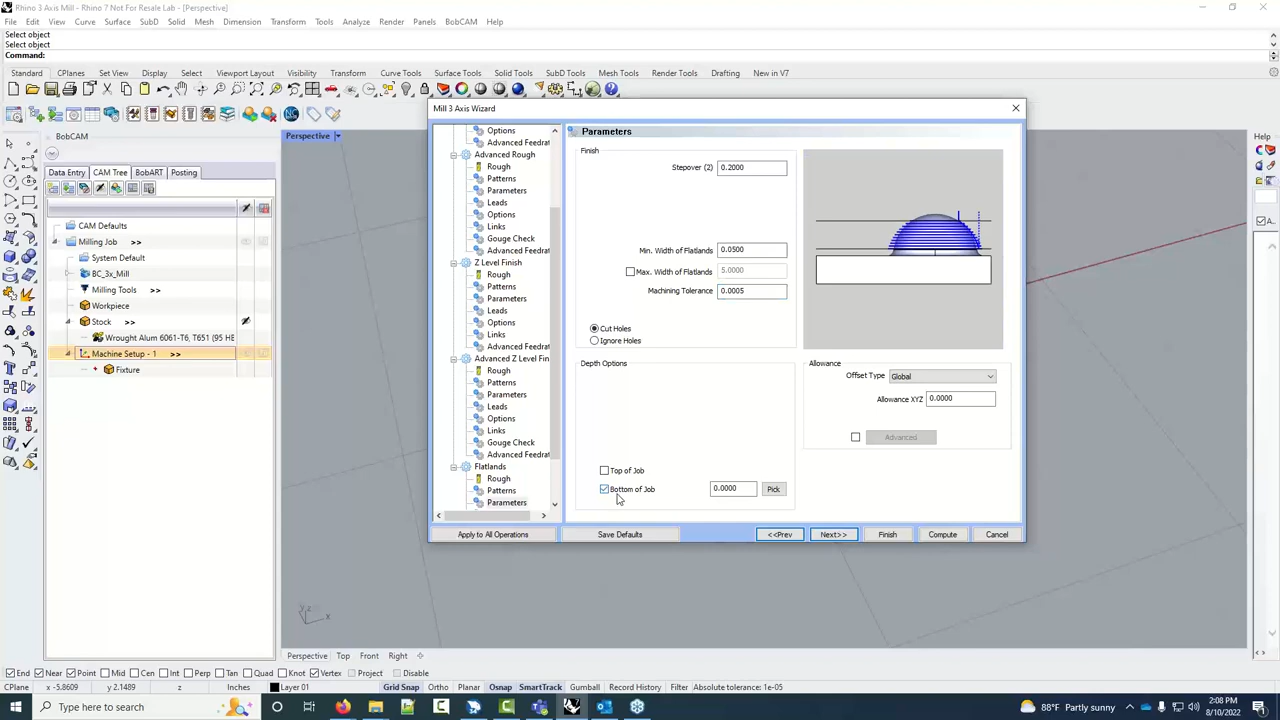 Rhino 3 Axis Mill - Rhino 7 Not For Resale Lab - [Perspective]
File Edit View Curve Surface SubD Solid Mesh Dimension Transform Tools Analyze Render Panels BobCAM Help
Select object
Select object
Command:
Standard CPlanes Set View Display Select Viewport Layout Visibility Transform Curve Tools Surface Tools Solid Tools SubD Tools Mesh Tools Render Tools Drafting New in V7
BobCAM
Data Entry CAM Tree BobART Posting
CAM Defaults
Milling Job >>
System Default
BC_3x_Mill
Milling Tools >>
Workpiece
Stock >>
Wrought Alum 6061-T6, T651 (95 HE
Machine Setup - 1 >>
Fixture
Perspective
Mill 3 Axis Wizard
Options
Advanced Feedrat
Advanced Rough
Rough
Patterns
Parameters
Leads
Options
Links
Gouge Check
Advanced Feedrat
Z Level Finish
Rough
Patterns
Parameters
Leads
Options
Links
Advanced Feedrat
Advanced Z Level Fin
Rough
Patterns
Parameters
Leads
Options
Links
Gouge Check
Advanced Feedrat
Flatlands
Rough
Patterns
Parameters
Parameters
Finish
Stepover (2) 0.2000
Min. Width of Flatlands 0.0500
Max. Width of Flatlands 5.0000
Machining Tolerance 0.0005
Cut Holes
Ignore Holes
Depth Options
Top of Job
Bottom of Job 0.0000 Pick
Allowance
Offset Type Global
Allowance XYZ 0.0000
Advanced
Apply to All Operations Save Defaults <<Prev Next>> Finish Compute Cancel
Help
z
x
Perspective Top Front Right
End Near Point Mid Cen Int Perp Tan Quad Knot Vertex Project Disable
CPlane x -5.8609 y 2.1489 z Inches Layer 01 Grid Snap Ortho Planar Osnap SmartTrack Gumball Record History Filter Absolute tolerance: 1e-05
Type here to search
88°F Partly sunny
2:08 PM
8/10/2022